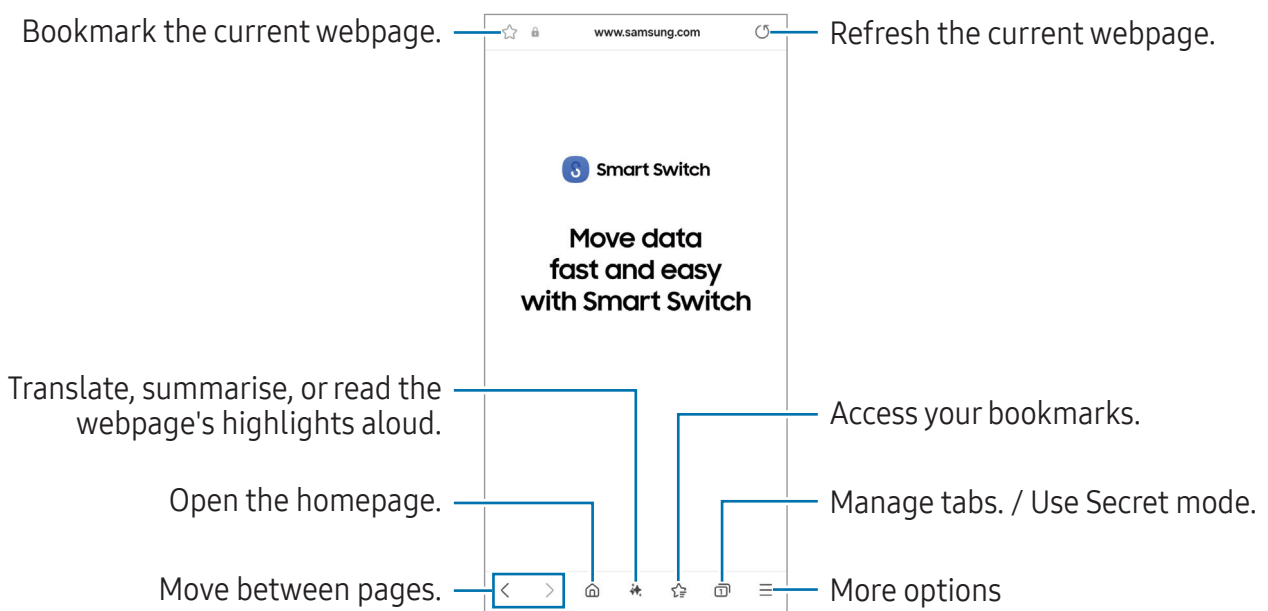 Bookmark the current webpage.
www.samsung.com
Refresh the current webpage.
Smart Switch
Move data
fast and easy
with Smart Switch
Translate, summarise, or read the
webpage's highlights aloud.
Access your bookmarks.
Open the homepage.
Manage tabs. / Use Secret mode.
Move between pages.
1
More options